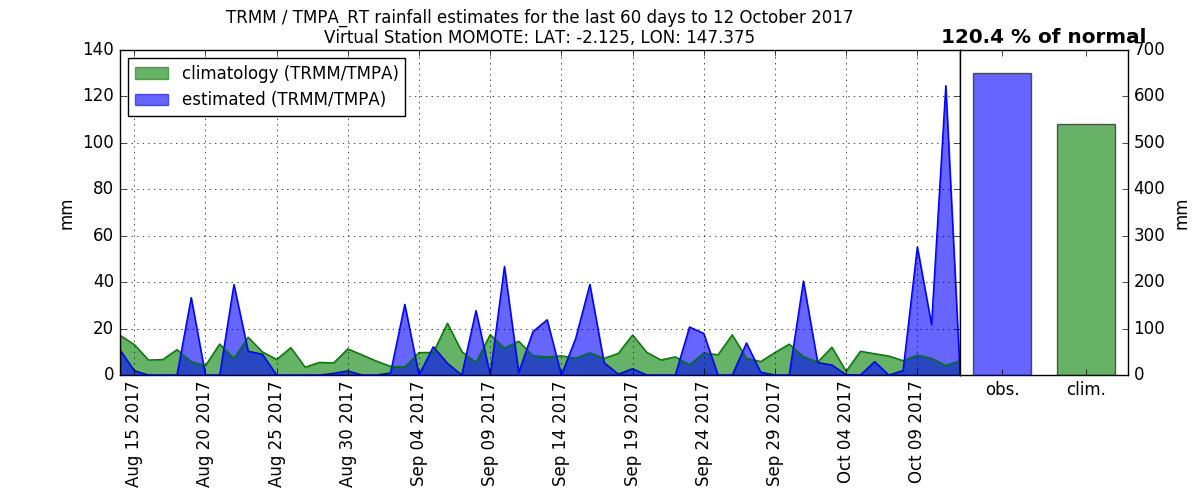 TRMM / TMPA_RT rainfall estimates for the last 60 days to 12 October 2017
Virtual Station MOMOTE: LAT: -2.125, LON: 147.375
120.4 % of normal
climatology (TRMM/TMPA)
estimated (TRMM/TMPA)
140
120
100
80
60
40
20
0
mm
Aug 15 2017
Aug 20 2017
Aug 25 2017
Aug 30 2017
Sep 04 2017
Sep 09 2017
Sep 14 2017
Sep 19 2017
Sep 24 2017
Sep 29 2017
Oct 04 2017
Oct 09 2017
obs.
clim.
700
600
500
400
300
200
100
0
mm